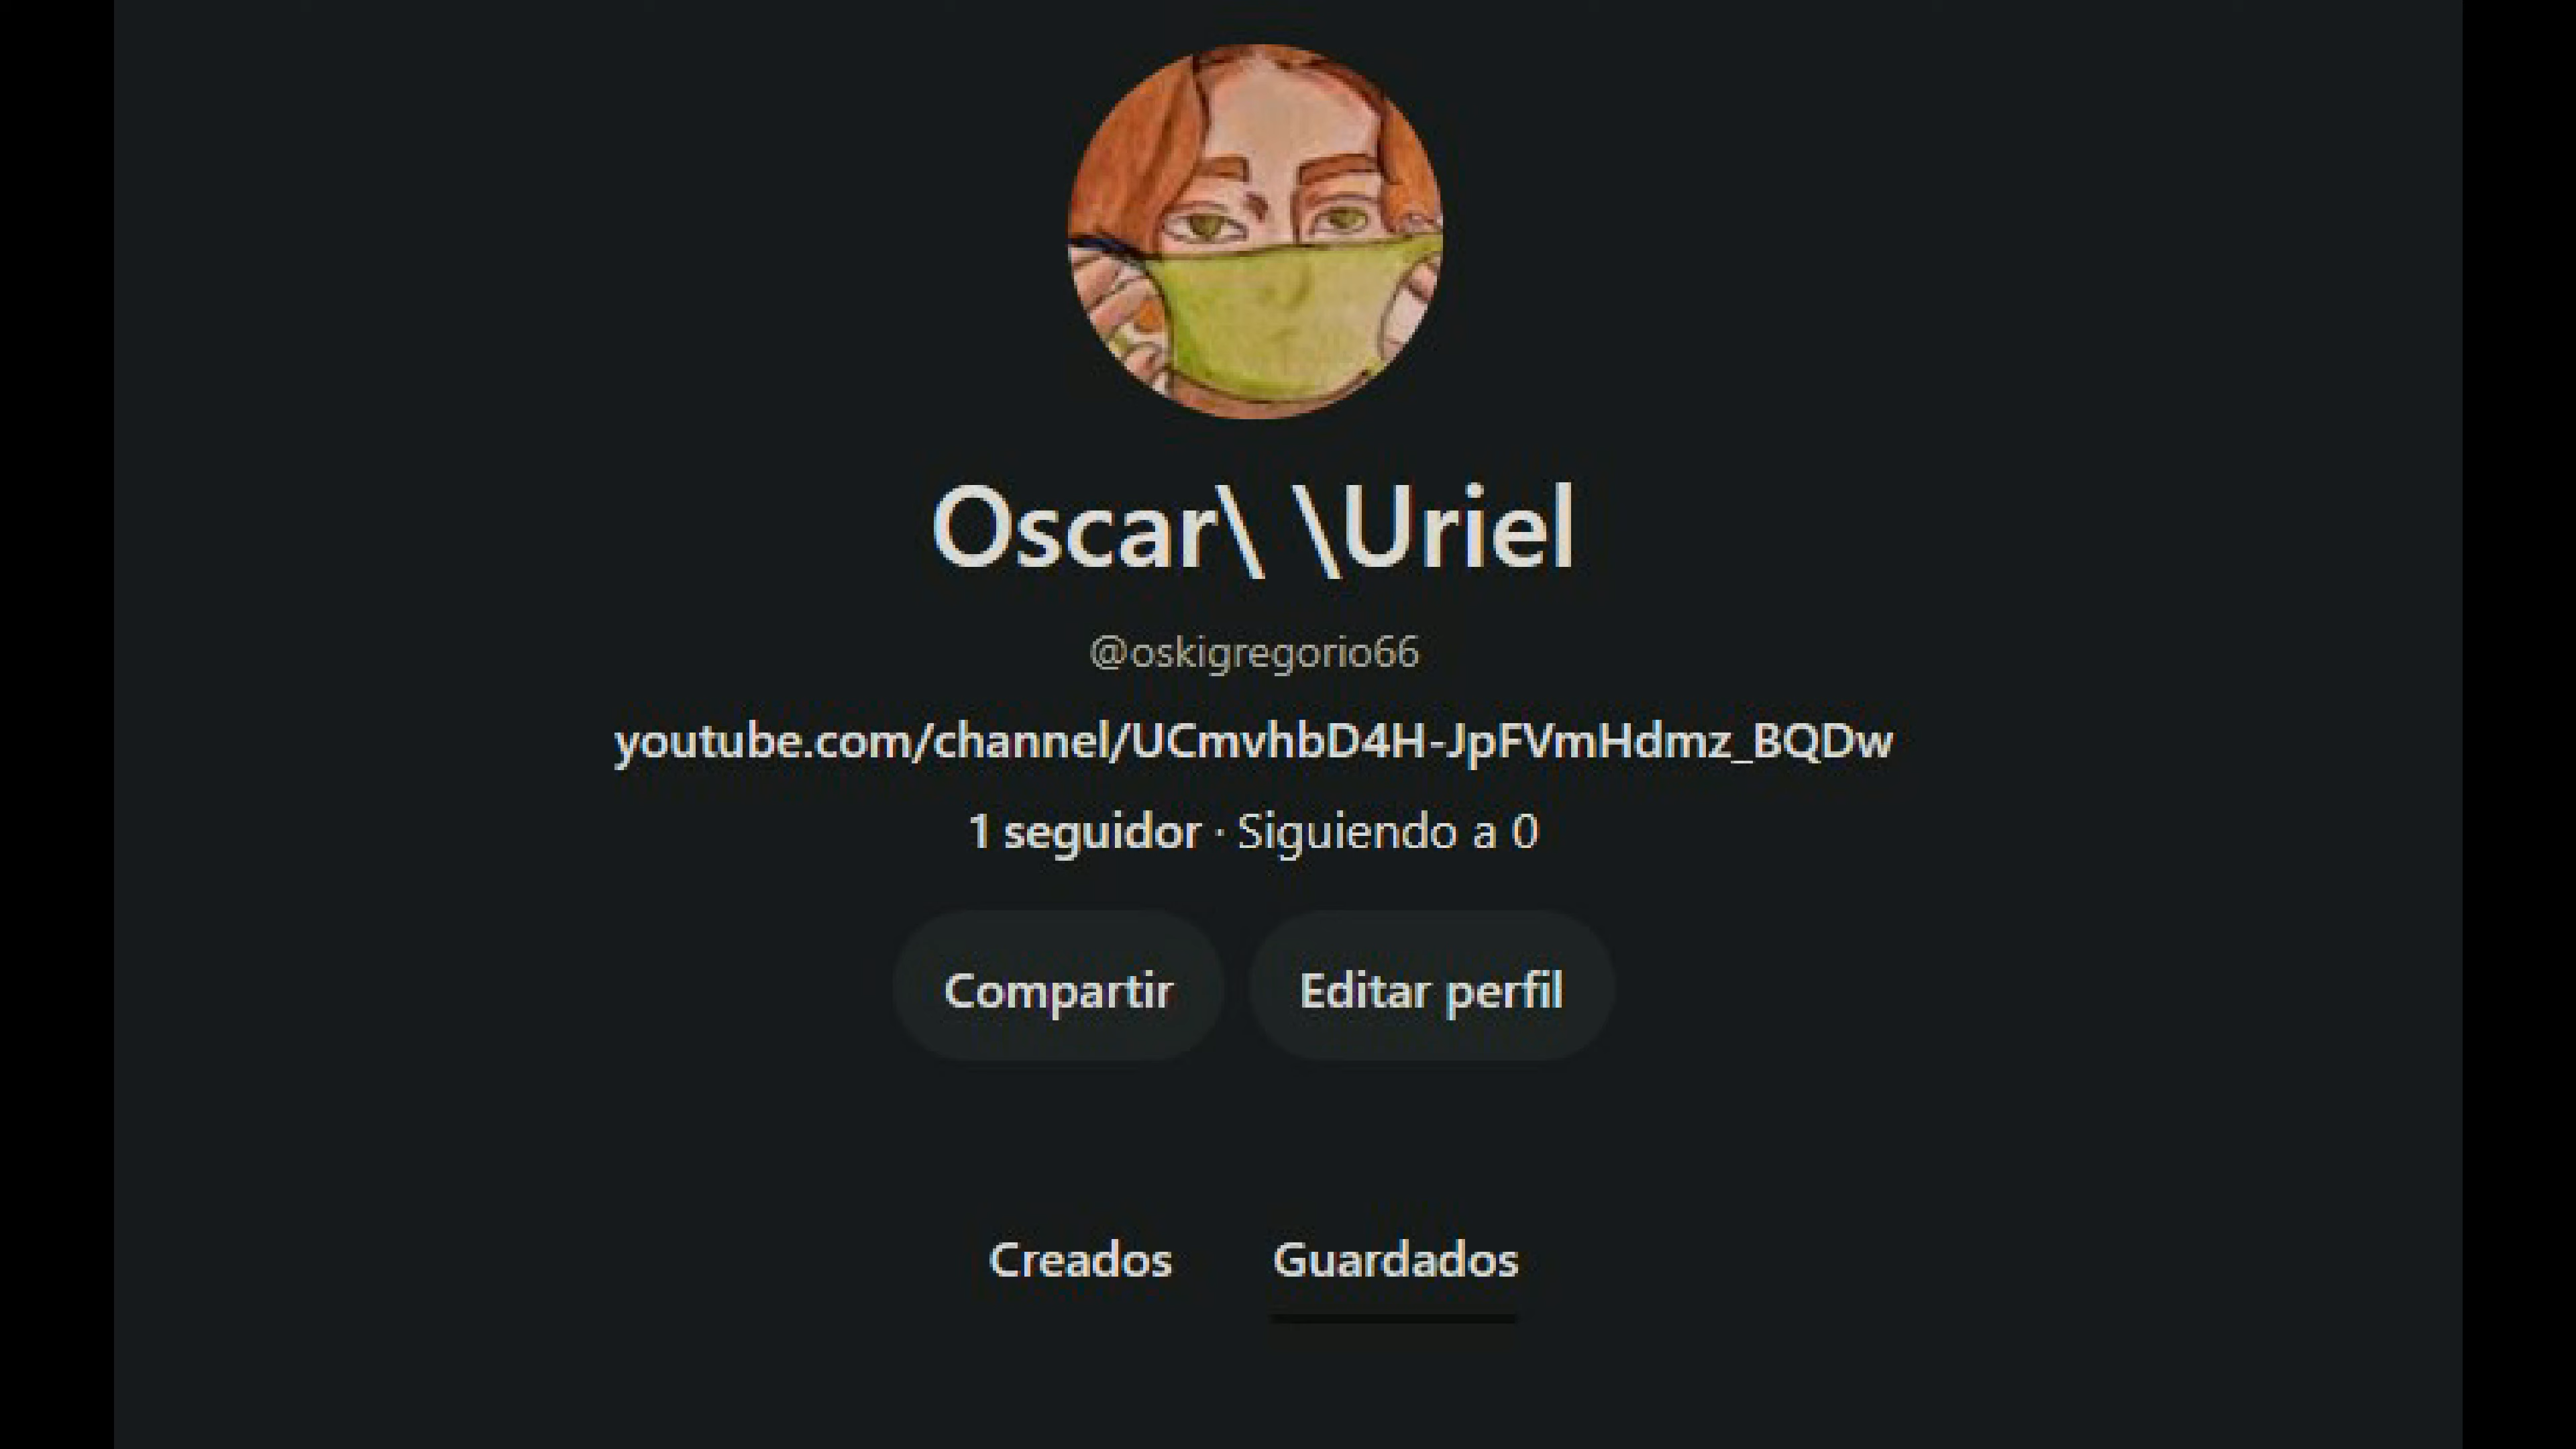 Oscar\ \Uriel
@oskigregorio66
youtube.com/channel/UCmvhbD4H-JpFVmHdmz_BQDw
1 seguidor · Siguiendo a 0
Compartir Editar perfil
Creados Guardados